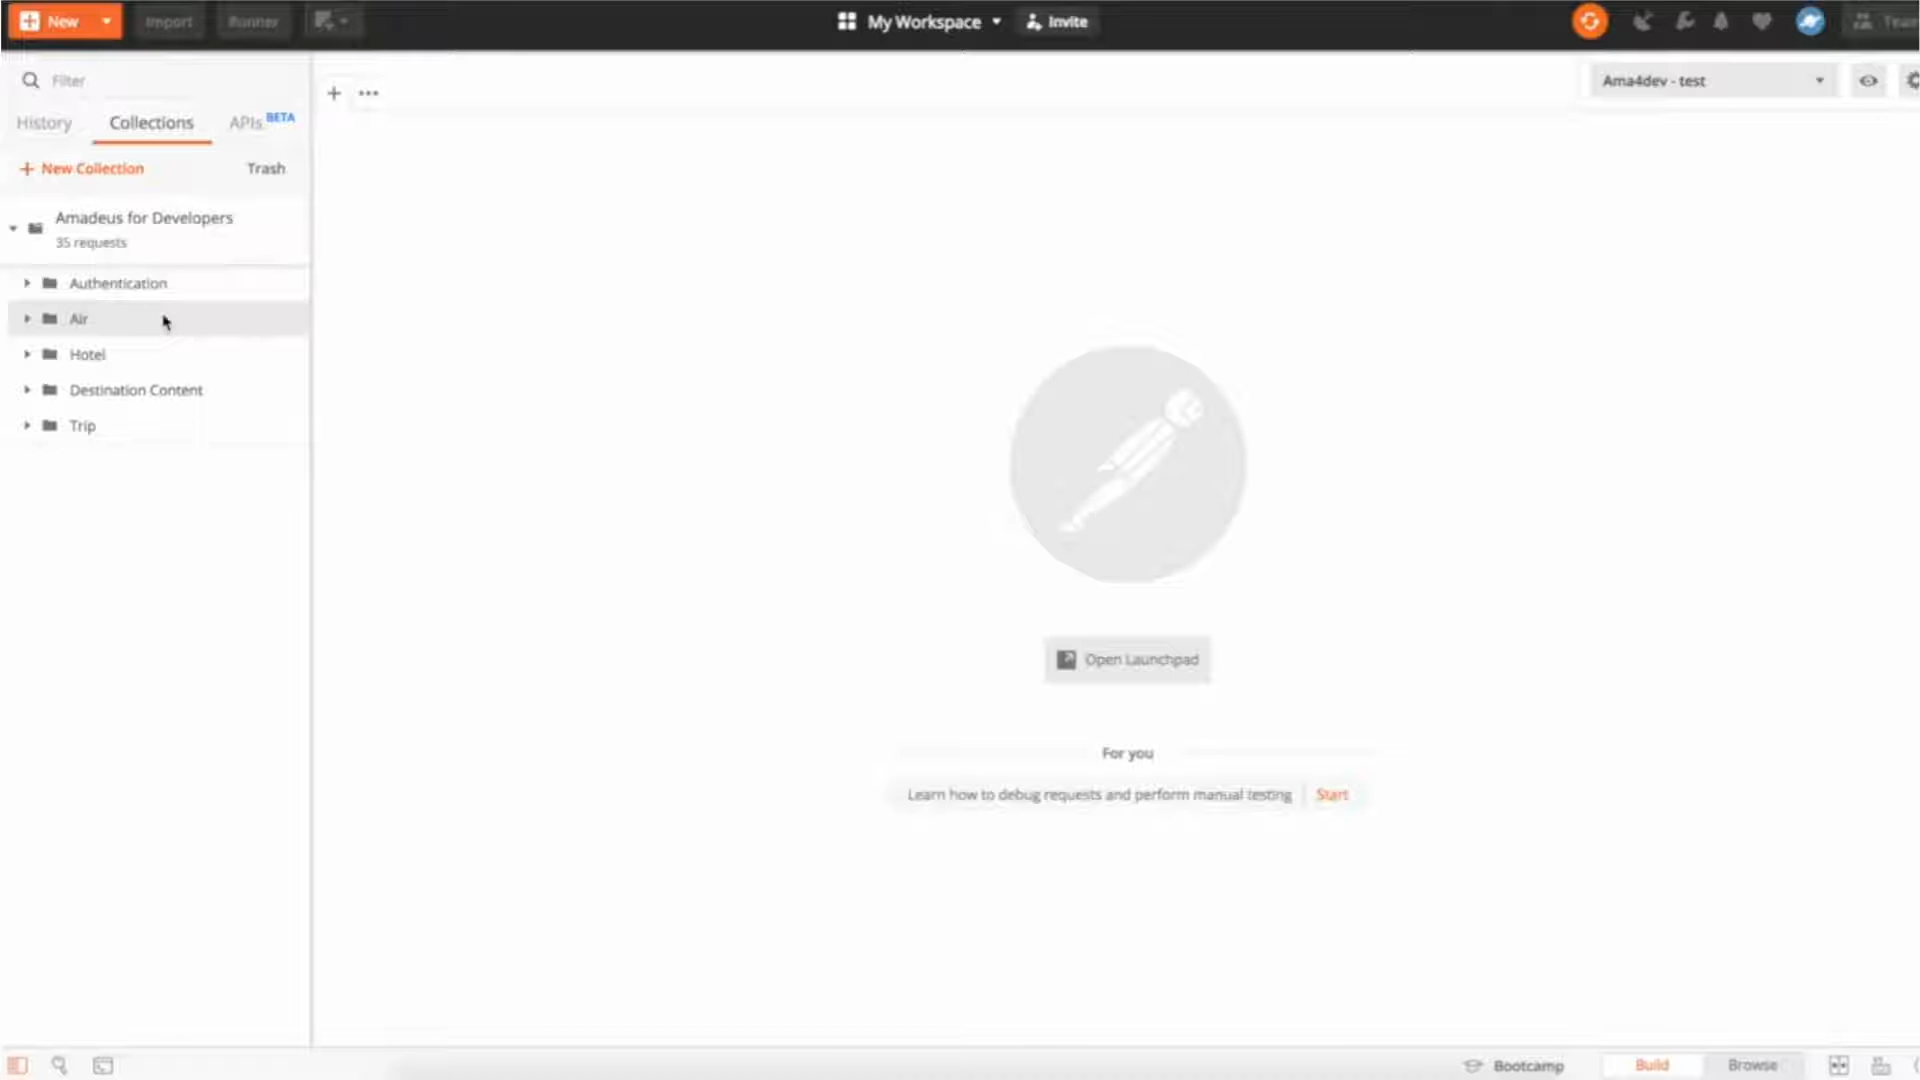 New Import Runner My Workspace Invite
Filter
Ama4dev - test
History Collections APIs BETA
+ New Collection Trash
Amadeus for Developers
35 requests
Authentication
Air
Hotel
Destination Content
Trip
Open Launchpad
For you
Learn how to debug requests and perform manual testing Start
Bootcamp Build Browse